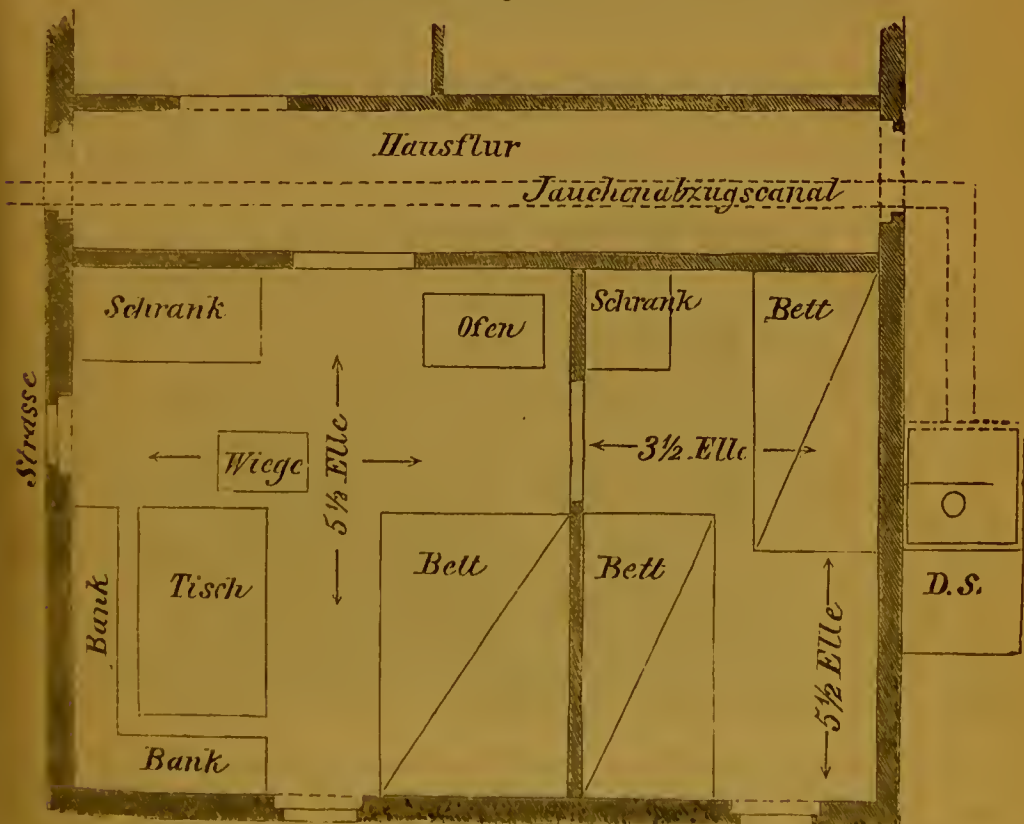 Hausflur
Jauchenabzugscanal
Schrank
Ofen
Schrank
Bett
Strasse
Wiege
5½ Elle
3½ Elle
Bank
Tisch
Bett
Bett
D.S.
5½ Elle
Bank